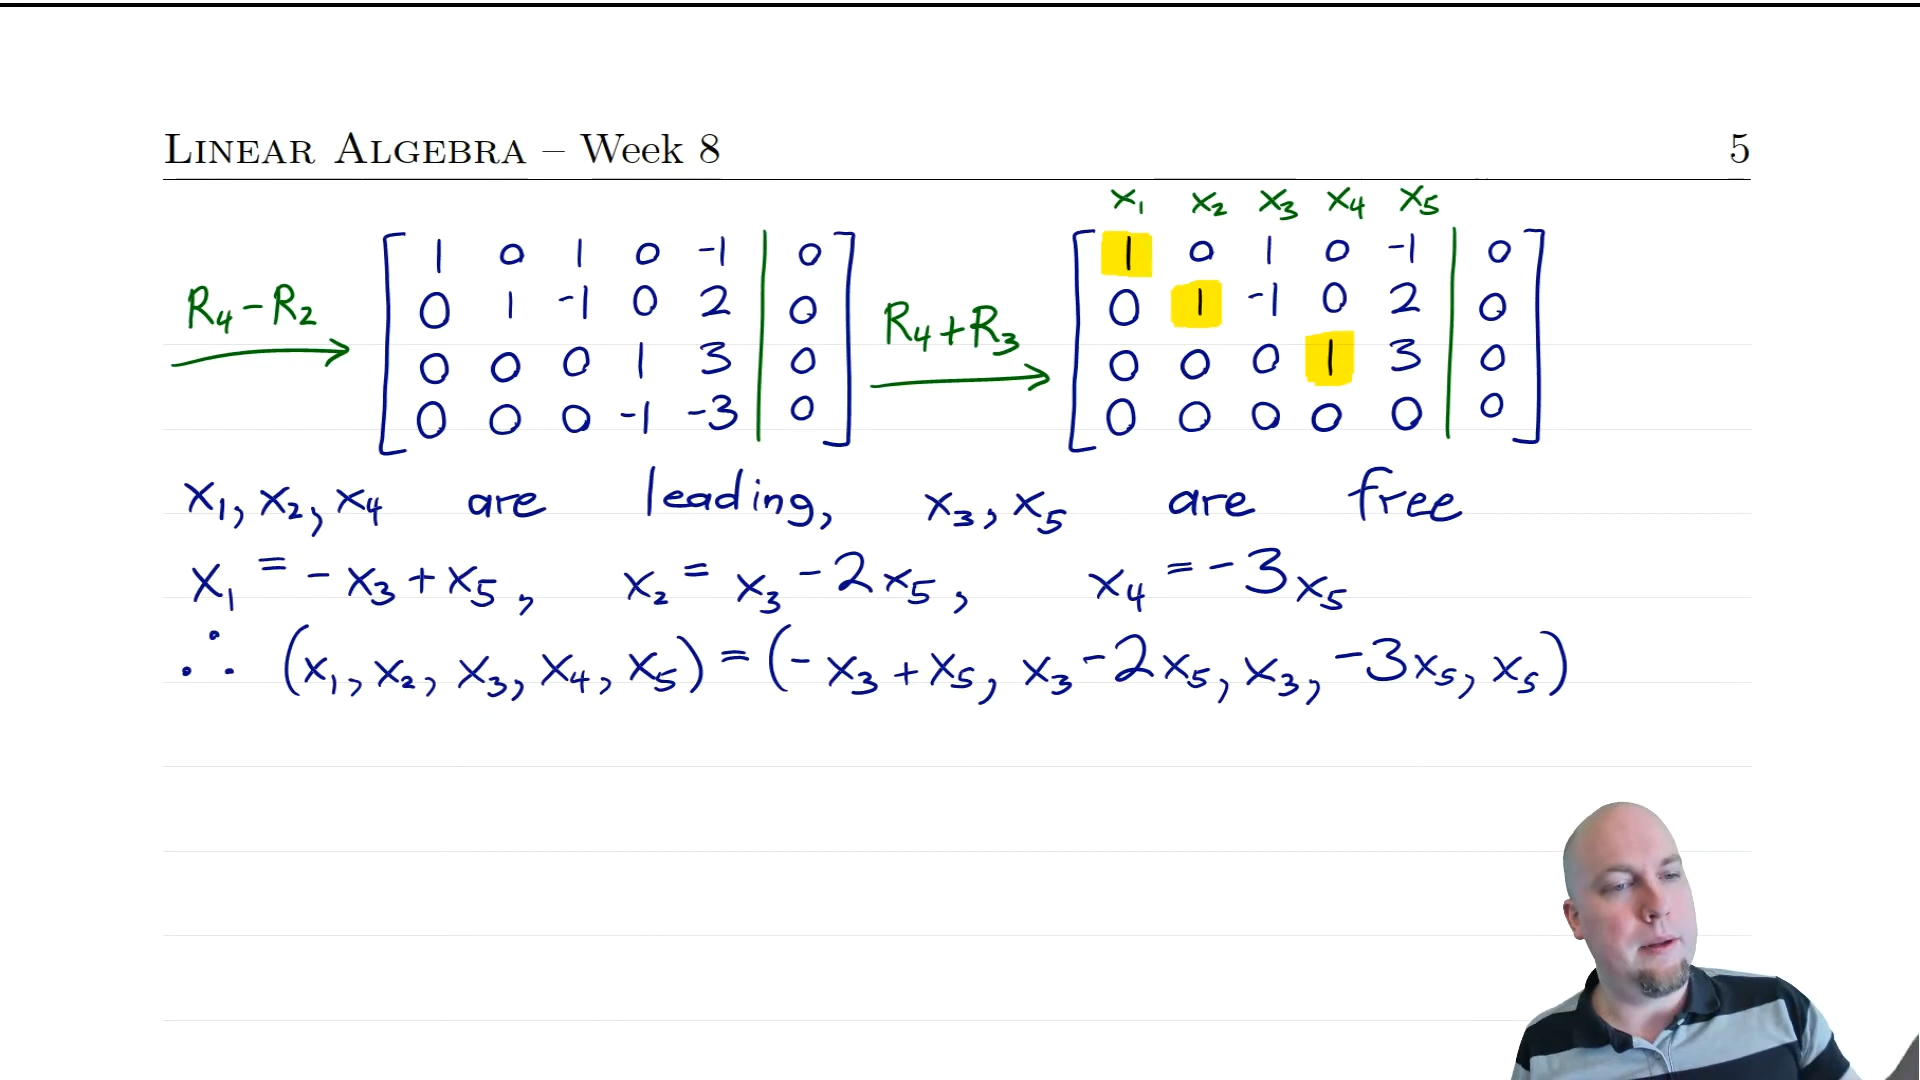 LINEAR ALGEBRA – Week 8 5
x₁ x₂ x₃ x₄ x₅
R₄-R₂ [ 1 0 1 0 -1 | 0 ] R₄+R₃ [ 1 0 1 0 -1 | 0 ]
[ 0 1 -1 0 2 | 0 ] [ 0 1 -1 0 2 | 0 ]
[ 0 0 0 1 3 | 0 ] [ 0 0 0 1 3 | 0 ]
[ 0 0 0 -1 -3 | 0 ] [ 0 0 0 0 0 | 0 ]
x₁, x₂, x₄ are leading, x₃, x₅ are free
x₁ = -x₃ + x₅, x₂ = x₃ - 2x₅, x₄ = -3x₅
∴ (x₁, x₂, x₃, x₄, x₅) = (-x₃ + x₅, x₃ - 2x₅, x₃, -3x₅, x₅)